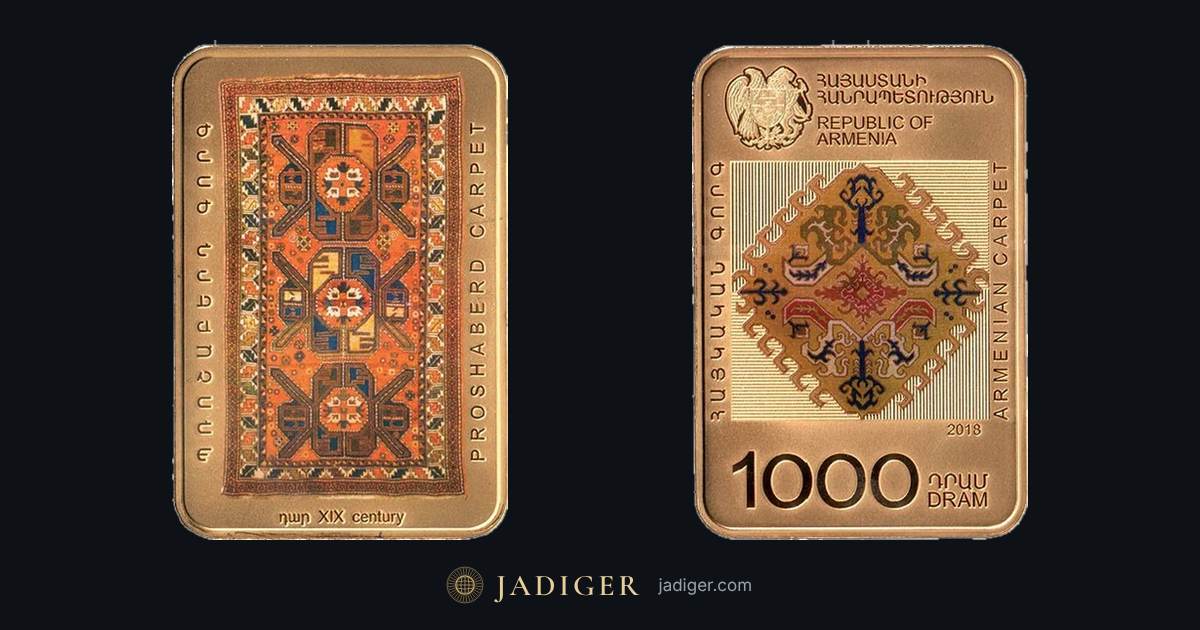 ՊՌՈՇԱԲԵՐԴ ԳՈՐԳ
PROSHABERD CARPET
դար XIX century
ՀԱՅԱՍՏԱՆԻ
ՀԱՆՐԱՊԵՏՈՒԹՅՈՒՆ
REPUBLIC OF
ARMENIA
ՀԱՅԿԱԿԱՆ ԳՈՐԳ
ARMENIAN CARPET
2018
1000 ԴՐԱՄ
DRAM
JADIGER jadiger.com